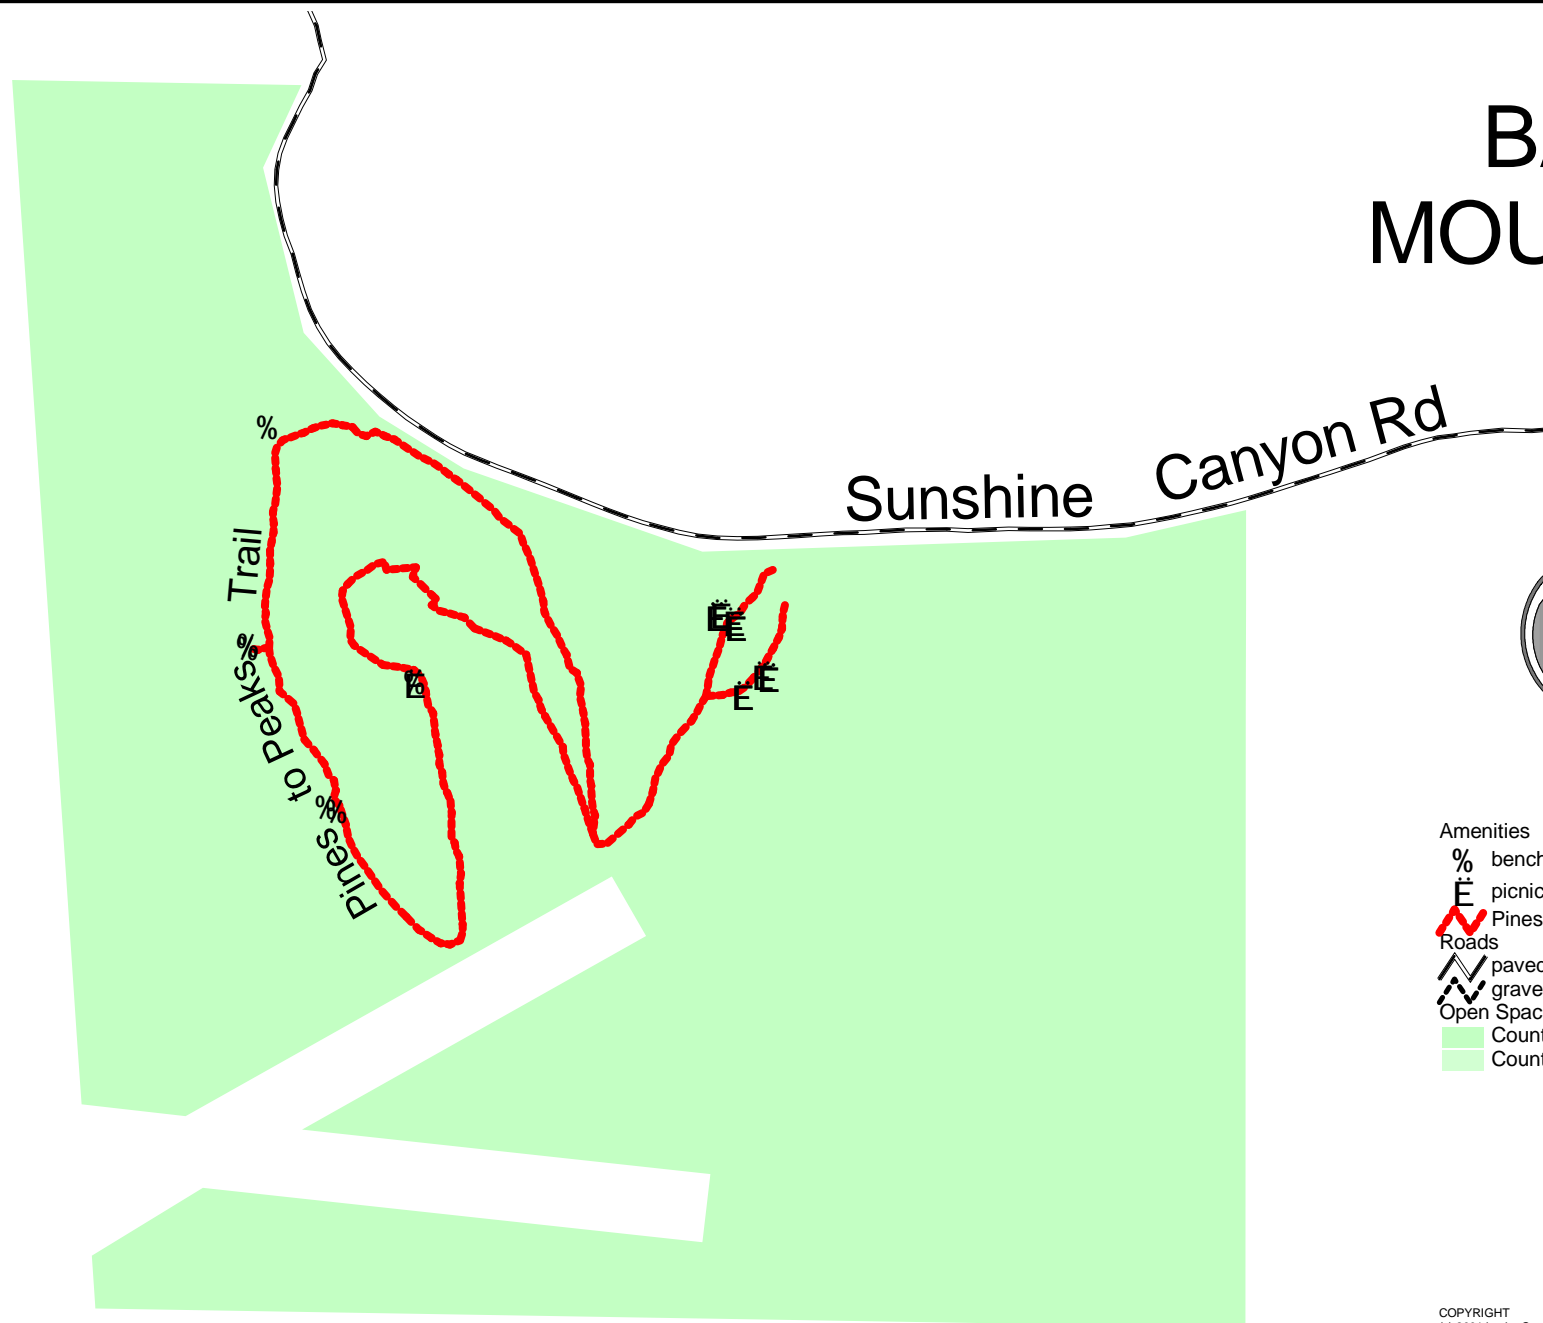 BA
MOU
Sunshine Canyon Rd
Pines to Peaks Trail
Amenities
% bench
Ë picnic
Pines
Roads
paved
grave
Open Spac
Count
Count
COPYRIGHT